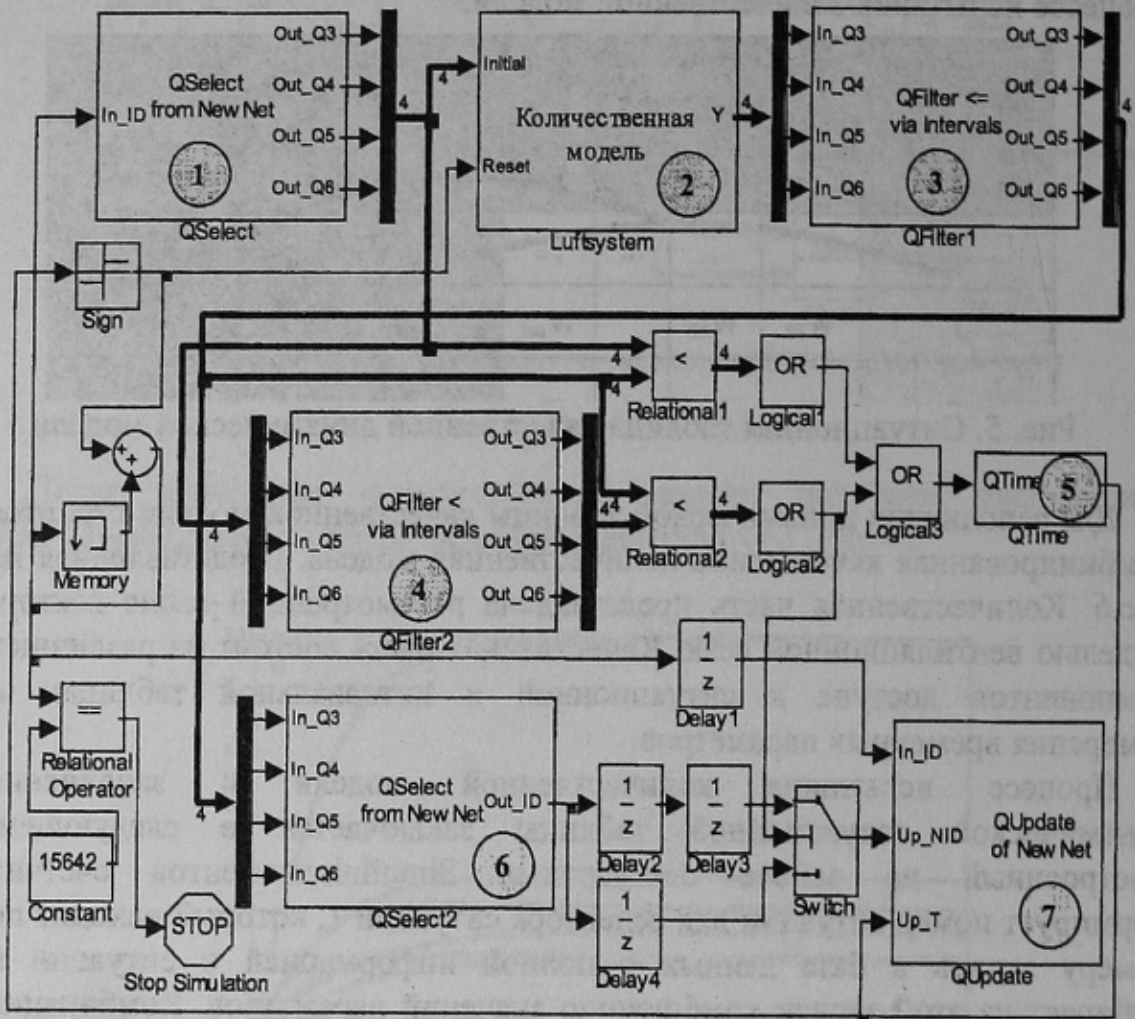 Out_Q3
Out_Q4
Out_Q5
Out_Q6
In_ID
QSelect
from New Net
1
QSelect
4
4
Initial
Reset
Количественная
модель
Y
2
Luftsystem
4
In_Q3
In_Q4
In_Q5
In_Q6
QFilter <=
via Intervals
3
Out_Q3
Out_Q4
Out_Q5
Out_Q6
QFilter1
4
Sign
4
4
<
Relational1
4
OR
Logical1
Memory
4
In_Q3
In_Q4
In_Q5
In_Q6
QFilter <
via Intervals
4
Out_Q3
Out_Q4
Out_Q5
Out_Q6
QFilter2
4
4
<
Relational2
4
OR
Logical2
OR
Logical3
QTime
5
QTime
1
z
Delay1
==
Relational
Operator
15642
Constant
STOP
Stop Simulation
4
In_Q3
In_Q4
In_Q5
In_Q6
QSelect
from New Net
Out_ID
6
QSelect2
1
z
Delay2
1
z
Delay3
1
z
Delay4
Switch
In_ID
Up_NID
Up_T
QUpdate
of New Net
7
QUpdate